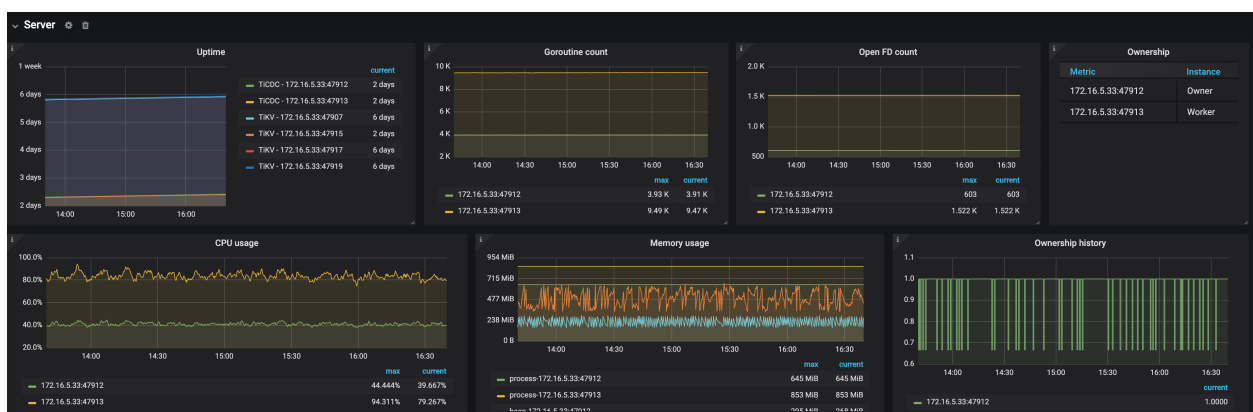 Server
Uptime
1 week
6 days
5 days
4 days
3 days
2 days
14:00 15:00 16:00
current
TiCDC - 172.16.5.33:47912 2 days
TiCDC - 172.16.5.33:47913 2 days
TiKV - 172.16.5.33:47907 6 days
TiKV - 172.16.5.33:47915 2 days
TiKV - 172.16.5.33:47917 6 days
TiKV - 172.16.5.33:47919 6 days
Goroutine count
10 K
8 K
6 K
4 K
2 K
14:00 14:30 15:00 15:30 16:00 16:30
max current
172.16.5.33:47912 3.93 K 3.91 K
172.16.5.33:47913 9.49 K 9.47 K
Open FD count
2.0 K
1.5 K
1.0 K
500
14:00 14:30 15:00 15:30 16:00 16:30
max current
172.16.5.33:47912 603 603
172.16.5.33:47913 1.522 K 1.522 K
Ownership
Metric Instance
172.16.5.33:47912 Owner
172.16.5.33:47913 Worker
CPU usage
100.0%
80.0%
60.0%
40.0%
20.0%
14:00 14:30 15:00 15:30 16:00 16:30
max current
172.16.5.33:47912 44.444% 39.667%
172.16.5.33:47913 94.311% 79.267%
Memory usage
954 MiB
715 MiB
477 MiB
238 MiB
0 B
14:00 14:30 15:00 15:30 16:00 16:30
max current
process-172.16.5.33:47912 645 MiB 645 MiB
process-172.16.5.33:47913 853 MiB 853 MiB
Ownership history
1.1
1.0
0.9
0.8
0.7
0.6
14:00 14:30 15:00 15:30 16:00 16:30
current
172.16.5.33:47912 1.0000